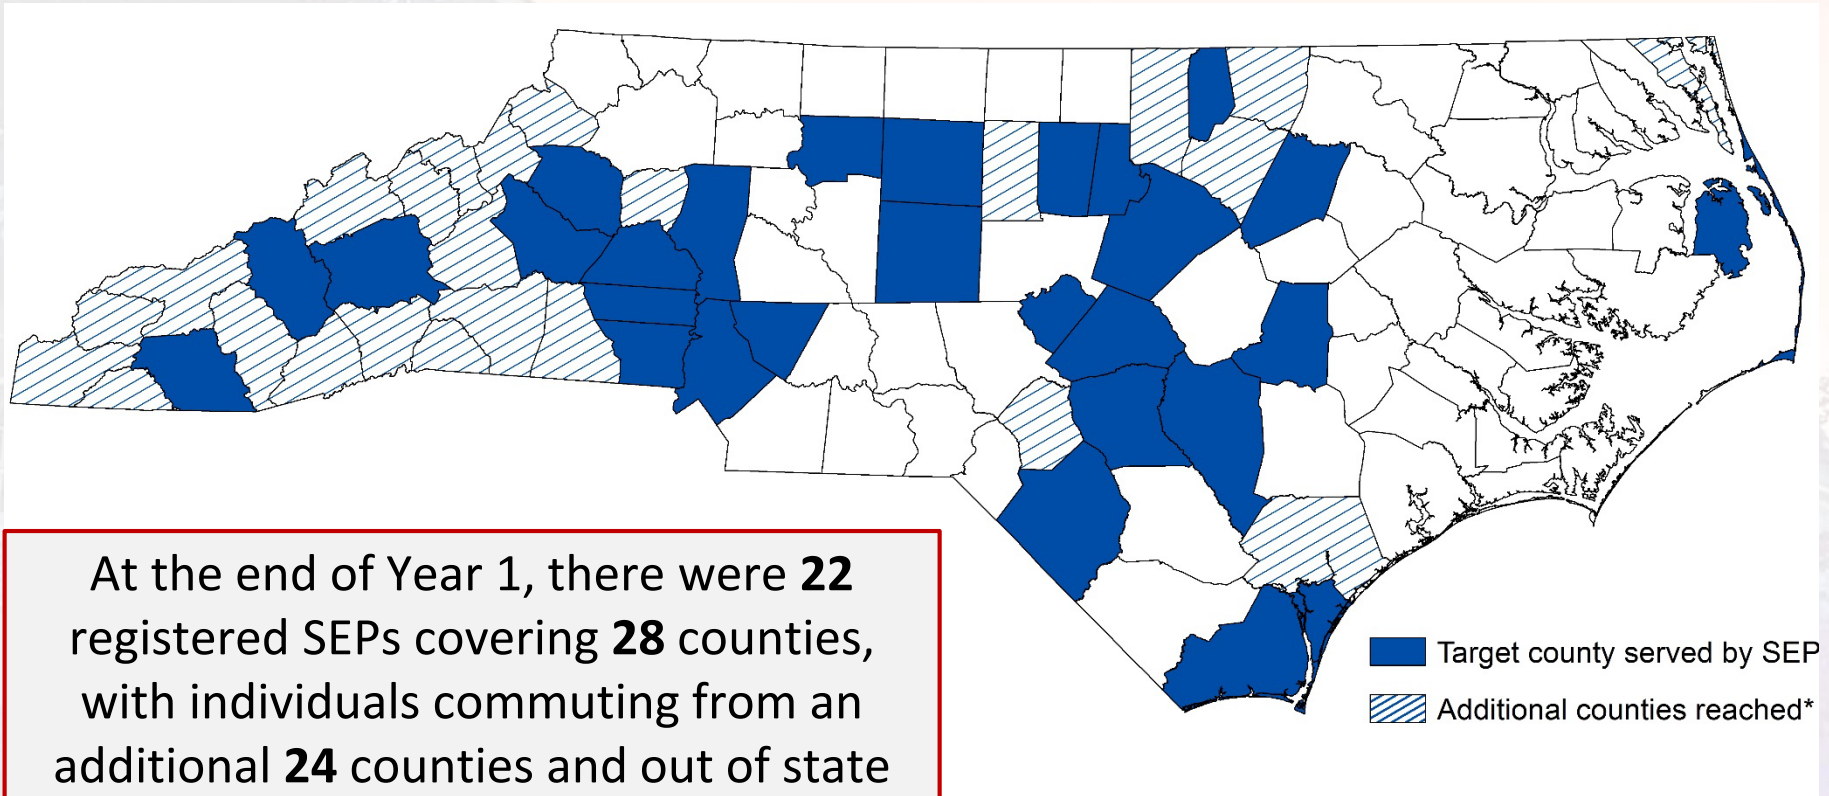 At the end of Year 1, there were 22
registered SEPs covering 28 counties,
with individuals commuting from an
additional 24 counties and out of state
Target county served by SEP
Additional counties reached*